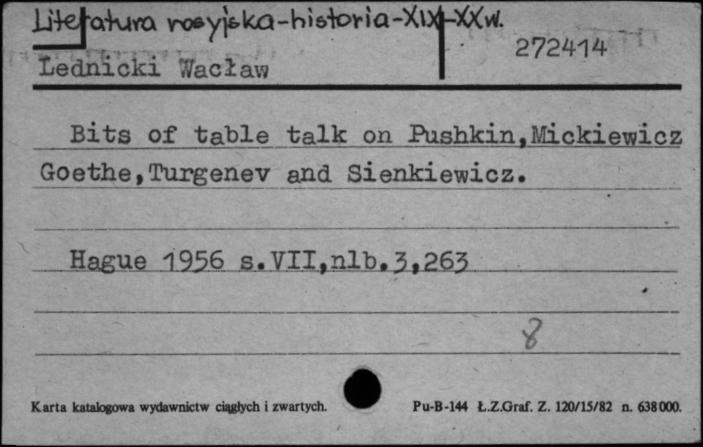 Literatura rosyjska-historia-XIX-XXw.
272414
Lednicki Wacław
Bits of table talk on Pushkin,Mickiewicz
Goethe,Turgenev and Sienkiewicz.
Hague 1956 s.VII,nlb.3,263
8
Karta katalogowa wydawnictw ciągłych i zwartych. Pu-B-144 Ł.Z.Graf. Z. 120/15/82 n. 638000.